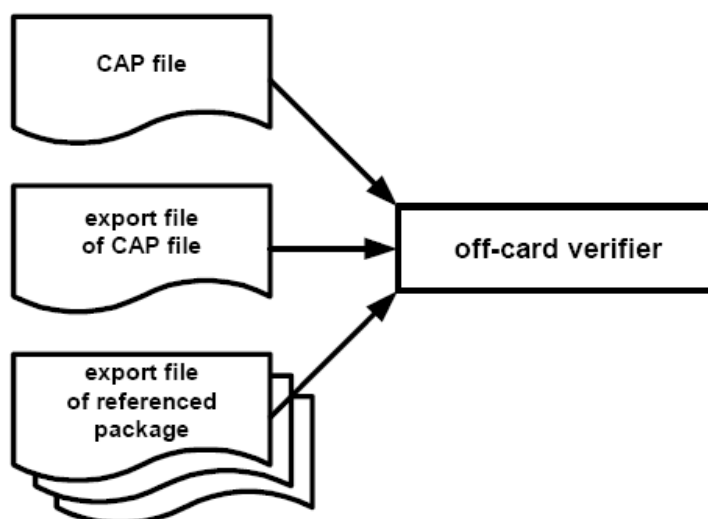 CAP file
export file
of CAP file
off-card verifier
export file
of referenced
package